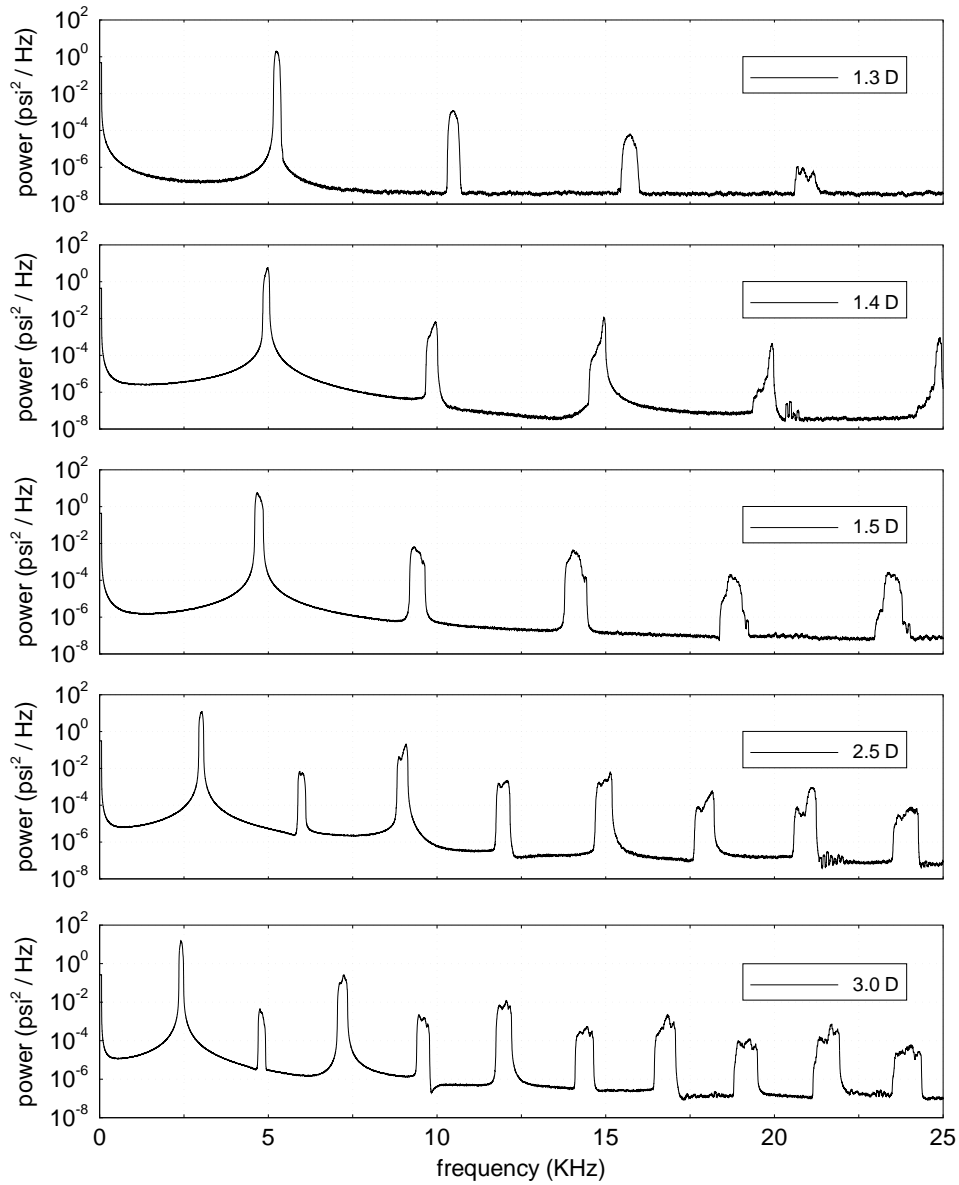 10²
10⁰
10⁻²
10⁻⁴
10⁻⁶
10⁻⁸
power (psi² / Hz)
1.3 D
10²
10⁰
10⁻²
10⁻⁴
10⁻⁶
10⁻⁸
power (psi² / Hz)
1.4 D
10²
10⁰
10⁻²
10⁻⁴
10⁻⁶
10⁻⁸
power (psi² / Hz)
1.5 D
10²
10⁰
10⁻²
10⁻⁴
10⁻⁶
10⁻⁸
power (psi² / Hz)
2.5 D
10²
10⁰
10⁻²
10⁻⁴
10⁻⁶
10⁻⁸
power (psi² / Hz)
3.0 D
0 5 10 15 20 25
frequency (KHz)